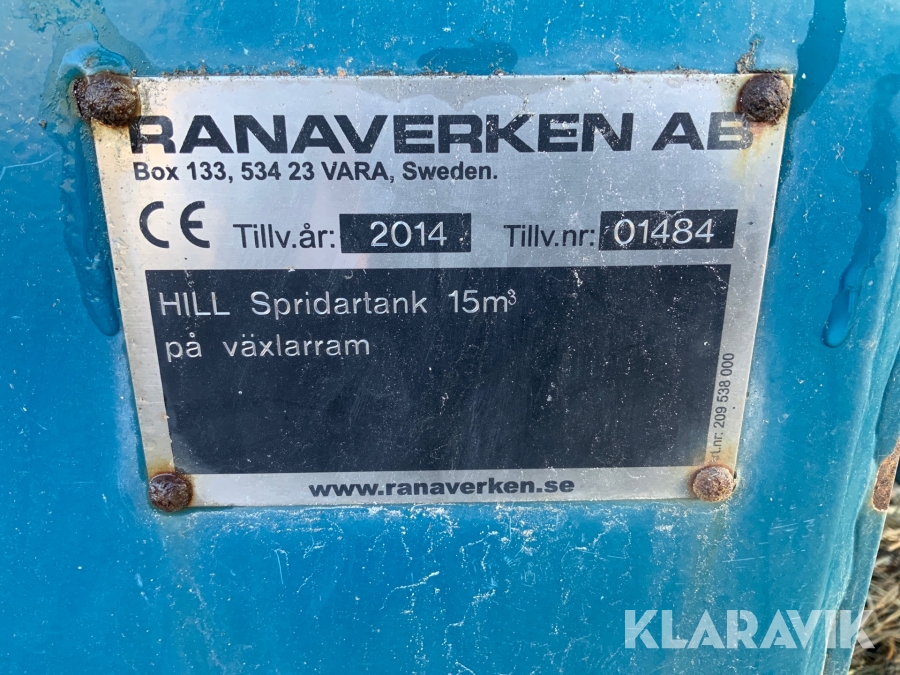 RANAVERKEN AB
Box 133, 534 23 VARA, Sweden.
CE Tillv.år: 2014 Tillv.nr: 01484
HILL Spridartank 15m³
på växlarram
209 538 000
www.ranaverken.se
KLARAVIK